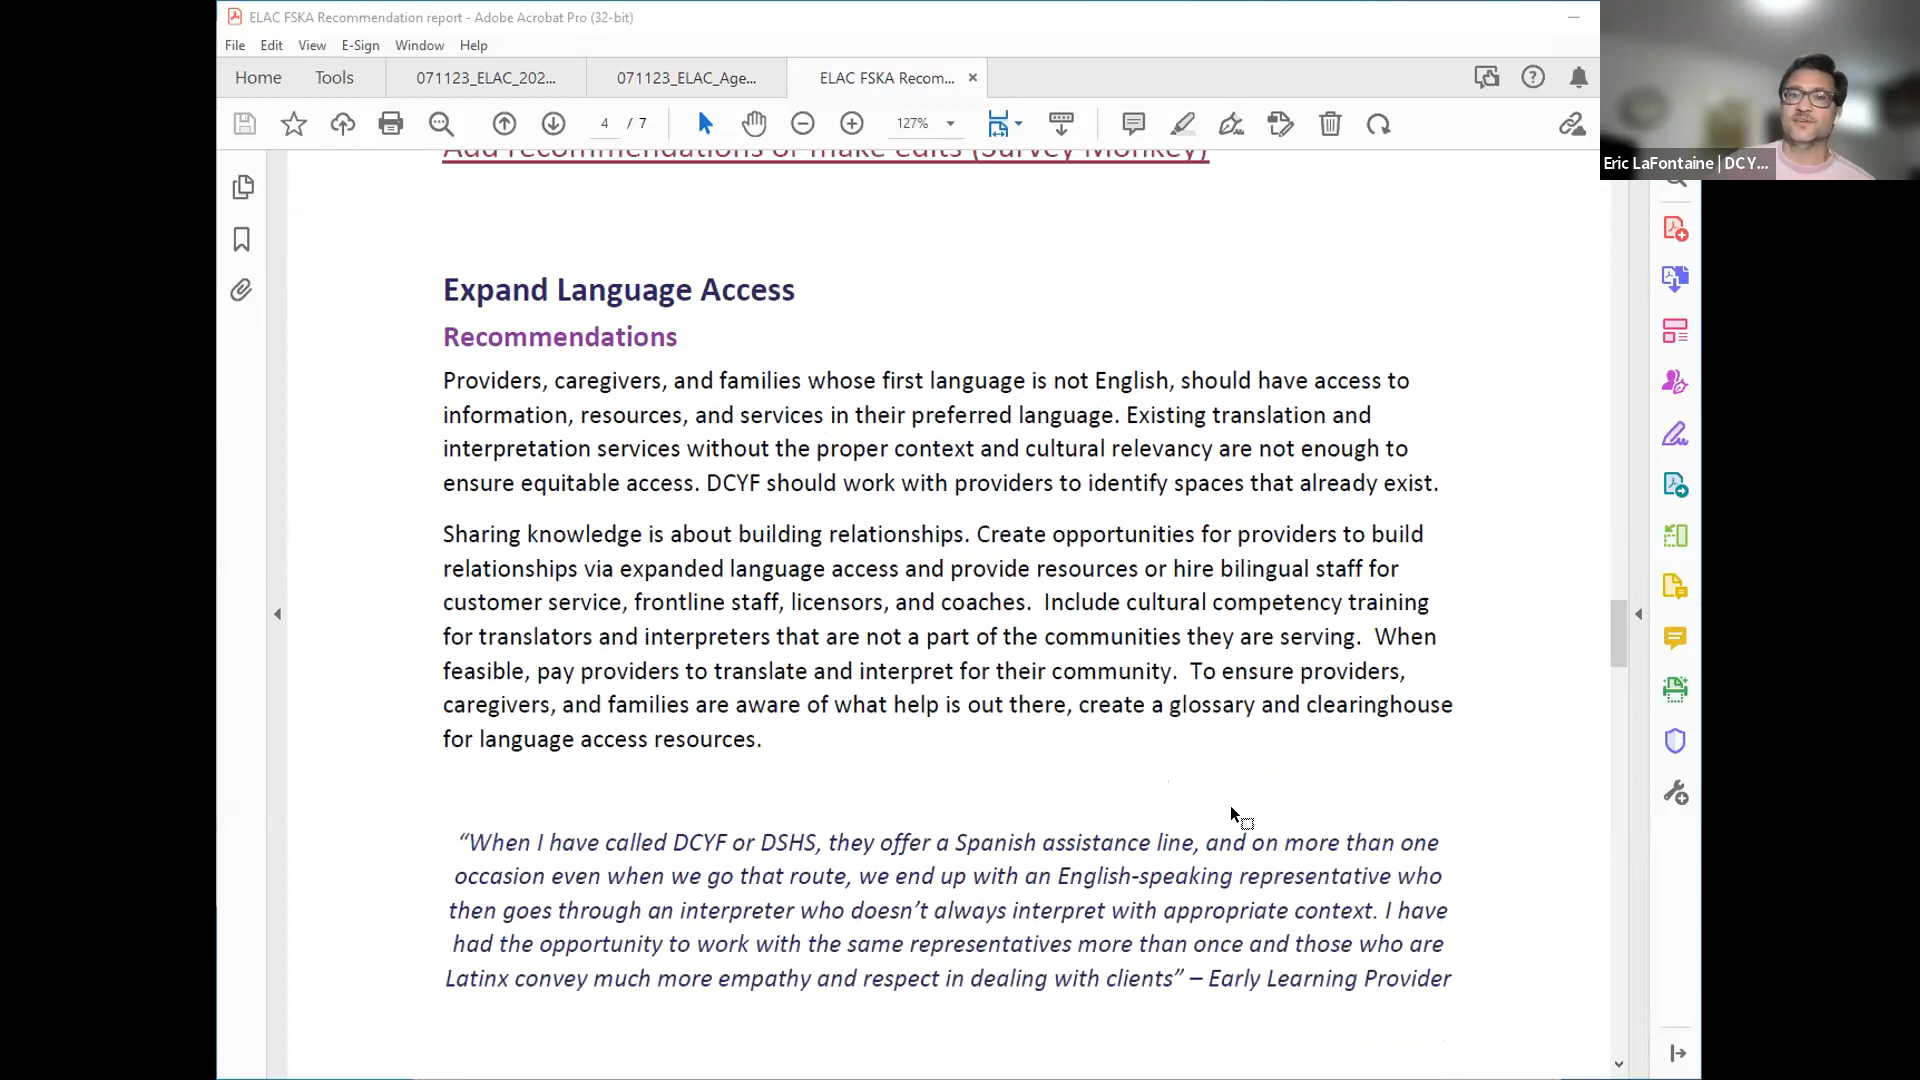 ELAC FSKA Recommendation report - Adobe Acrobat Pro (32-bit)
File Edit View E-Sign Window Help
Home Tools 071123_ELAC_202... 071123_ELAC_Age... ELAC FSKA Recom... ×
4 / 7 127%
Eric LaFontaine | DCY...
Add recommendations or make edits (Survey Monkey)
Expand Language Access
Recommendations
Providers, caregivers, and families whose first language is not English, should have access to
information, resources, and services in their preferred language. Existing translation and
interpretation services without the proper context and cultural relevancy are not enough to
ensure equitable access. DCYF should work with providers to identify spaces that already exist.
Sharing knowledge is about building relationships. Create opportunities for providers to build
relationships via expanded language access and provide resources or hire bilingual staff for
customer service, frontline staff, licensors, and coaches.  Include cultural competency training
for translators and interpreters that are not a part of the communities they are serving.  When
feasible, pay providers to translate and interpret for their community.  To ensure providers,
caregivers, and families are aware of what help is out there, create a glossary and clearinghouse
for language access resources.
“When I have called DCYF or DSHS, they offer a Spanish assistance line, and on more than one
occasion even when we go that route, we end up with an English-speaking representative who
then goes through an interpreter who doesn’t always interpret with appropriate context. I have
had the opportunity to work with the same representatives more than once and those who are
Latinx convey much more empathy and respect in dealing with clients” – Early Learning Provider